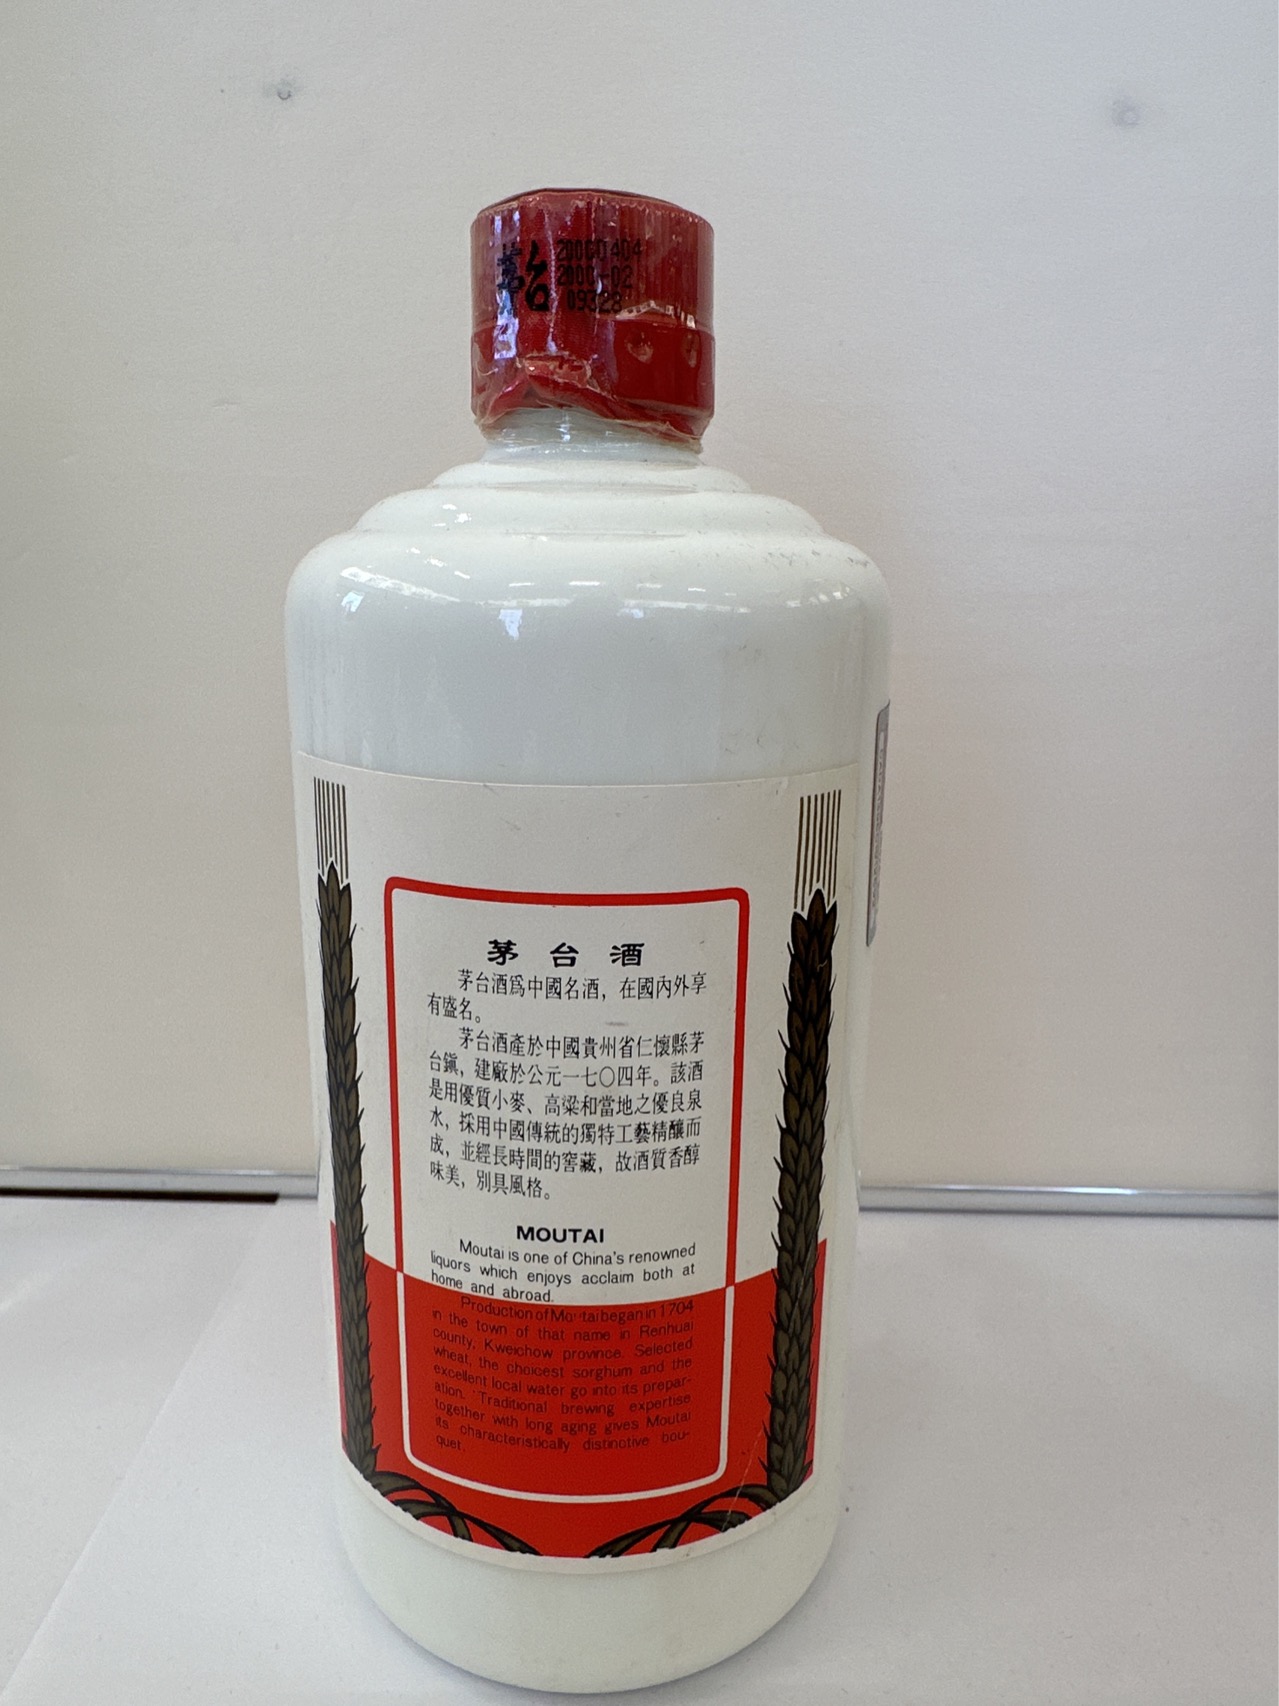 茅台
20000404
2000-02
09328
茅台酒
茅台酒爲中國名酒，在國內外享
有盛名。
茅台酒產於中國貴州省仁懷縣茅
台鎭，建廠於公元一七〇四年。該酒
是用優質小麥、高粱和當地之優良泉
水，採用中國傳統的獨特工藝精釀而
成，並經長時間的窖藏，故酒質香醇
味美，別具風格。
MOUTAI
Moutai is one of China's renowned
liquors which enjoys acclaim both at
home and abroad.
Production of Moutai began in 1704
in the town of that name in Renhuai
county, Kweichow province. Selected
wheat, the choicest sorghum and the
excellent local water go into its prepar-
ation. Traditional brewing expertise
together with long aging gives Moutai
its characteristically distinctive bou-
quet.